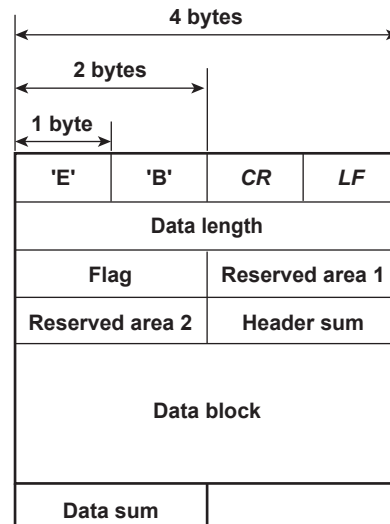 4 bytes
2 bytes
1 byte
'E' 'B' CR LF
Data length
Flag Reserved area 1
Reserved area 2 Header sum
Data block
Data sum